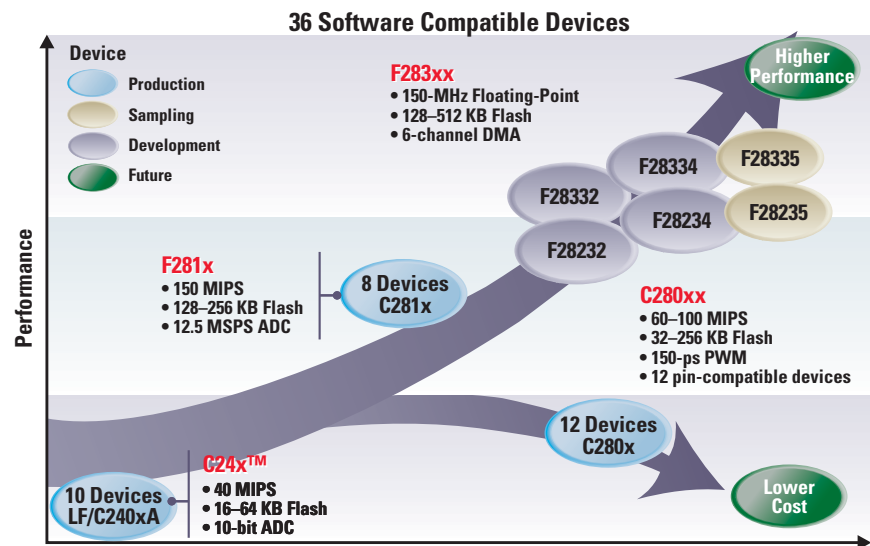 36 Software Compatible Devices
Device
Production
Sampling
Development
Future
F283xx
• 150-MHz Floating-Point
• 128–512 KB Flash
• 6-channel DMA
Higher
Performance
F28332
F28334
F28335
F28232
F28234
F28235
Performance
F281x
• 150 MIPS
• 128–256 KB Flash
• 12.5 MSPS ADC
8 Devices
C281x
C280xx
• 60–100 MIPS
• 32–256 KB Flash
• 150-ps PWM
• 12 pin-compatible devices
12 Devices
C280x
10 Devices
LF/C240xA
C24x™
• 40 MIPS
• 16–64 KB Flash
• 10-bit ADC
Lower
Cost